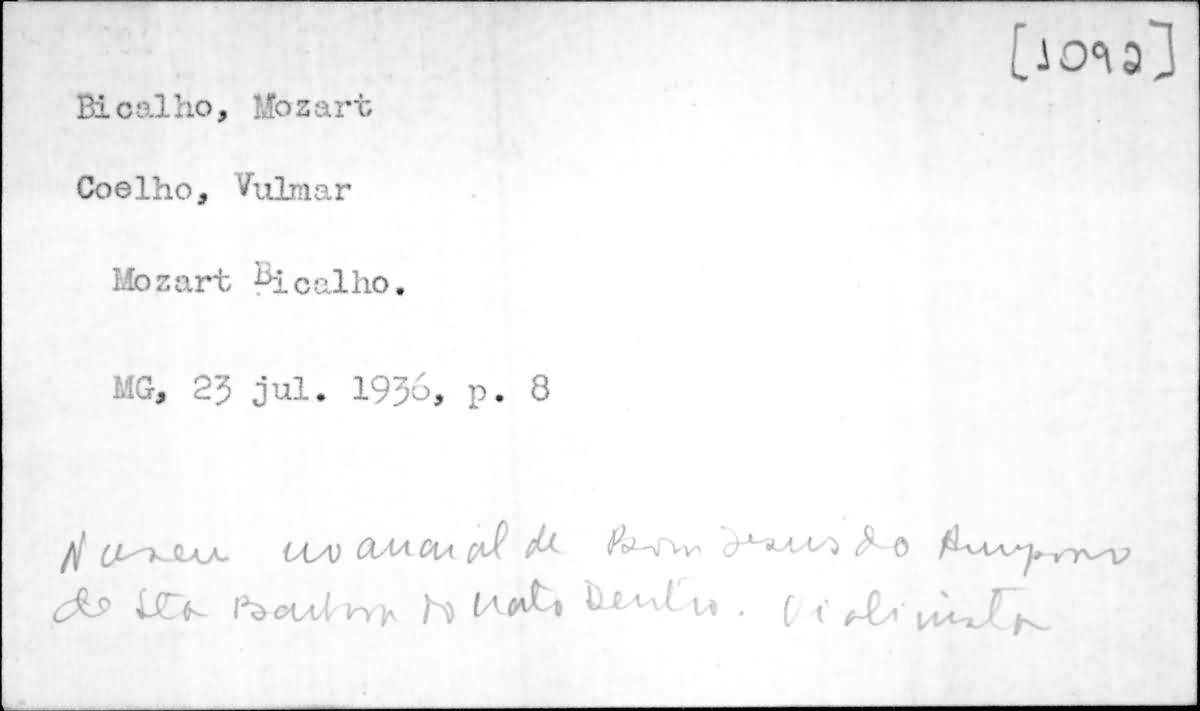 [1092]
Bicalho, Mozart
Coelho, Vulmar
Mozart Bicalho.
MG, 23 jul. 1936, p. 8
Nasceu no arraial de Bom Jesus do Amparo
de Sta Barbara do Mato Dentro. Violinista